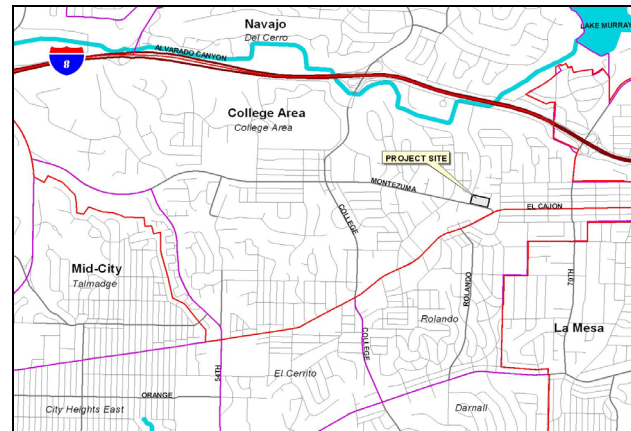 Navajo
Del Cerro
LAKE MURRAY
ALVARADO CANYON
8
College Area
College Area
PROJECT SITE
MONTEZUMA
EL CAJON
COLLEGE
Mid-City
Talmadge
ROLANDO
70TH
Rolando
La Mesa
COLLEGE
54TH
El Cerrito
ORANGE
City Heights East
Darnall